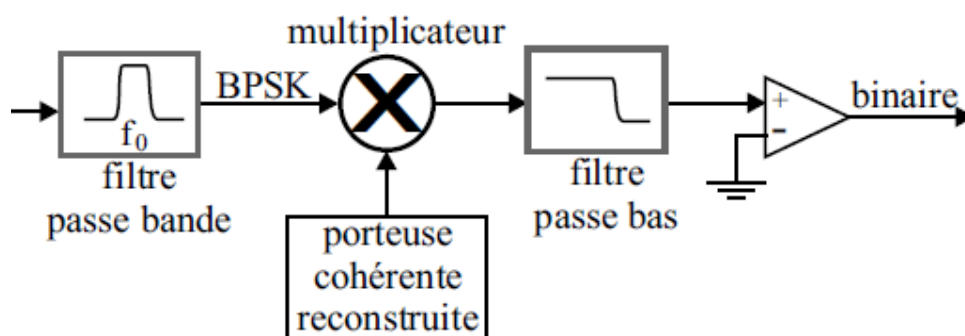 multiplicateur
BPSK
binaire
f₀
+
-
filtre
passe bande
filtre
passe bas
porteuse
cohérente
reconstruite